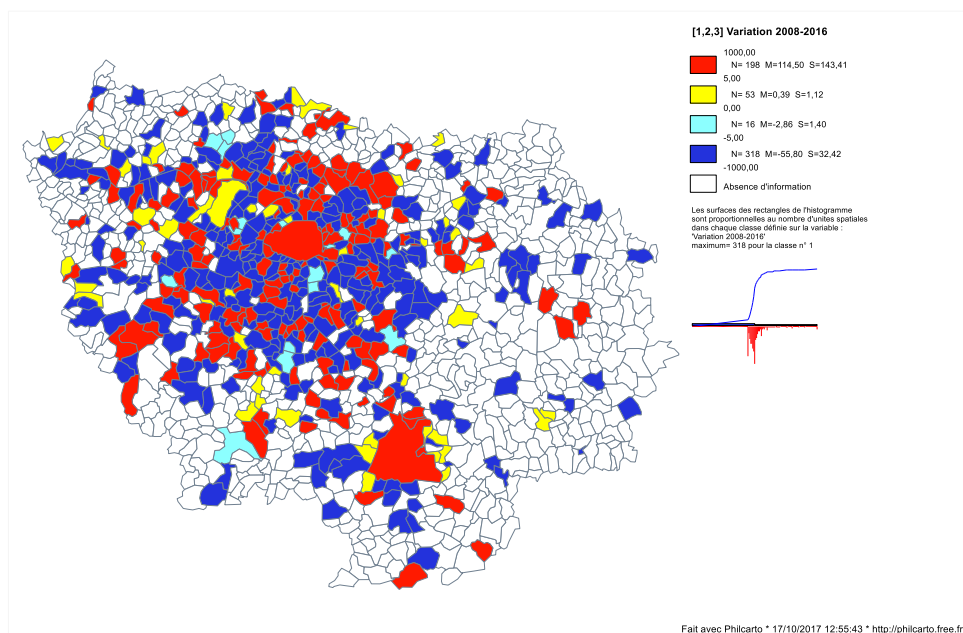 [1,2,3] Variation 2008-2016
1000,00
N= 198 M=114,50 S=143,41
5,00
N= 53 M=0,39 S=1,12
0,00
N= 16 M=-2,86 S=1,40
-5,00
N= 318 M=-55,80 S=32,42
-1000,00
Absence d'information
Les surfaces des rectangles de l'histogramme
sont proportionnelles au nombre d'unites spatiales
dans chaque classe définie sur la variable :
'Variation 2008-2016'
maximum= 318 pour la classe n° 1
Fait avec Philcarto * 17/10/2017 12:55:43 * http://philcarto.free.fr